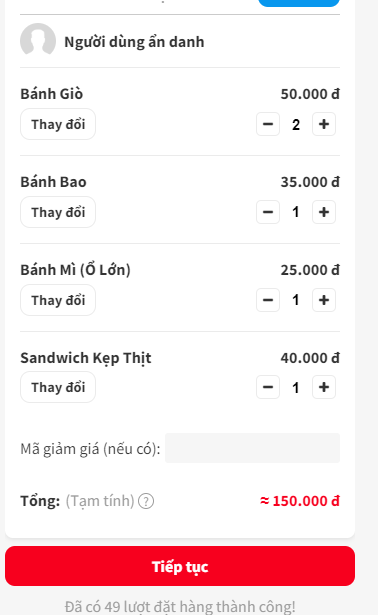 Người dùng ẩn danh
Bánh Giò 50.000 đ
Thay đổi − 2 +
Bánh Bao 35.000 đ
Thay đổi − 1 +
Bánh Mì (Ổ Lớn) 25.000 đ
Thay đổi − 1 +
Sandwich Kẹp Thịt 40.000 đ
Thay đổi − 1 +
Mã giảm giá (nếu có):
Tổng: (Tạm tính) ? ≈ 150.000 đ
Tiếp tục
Đã có 49 lượt đặt hàng thành công!